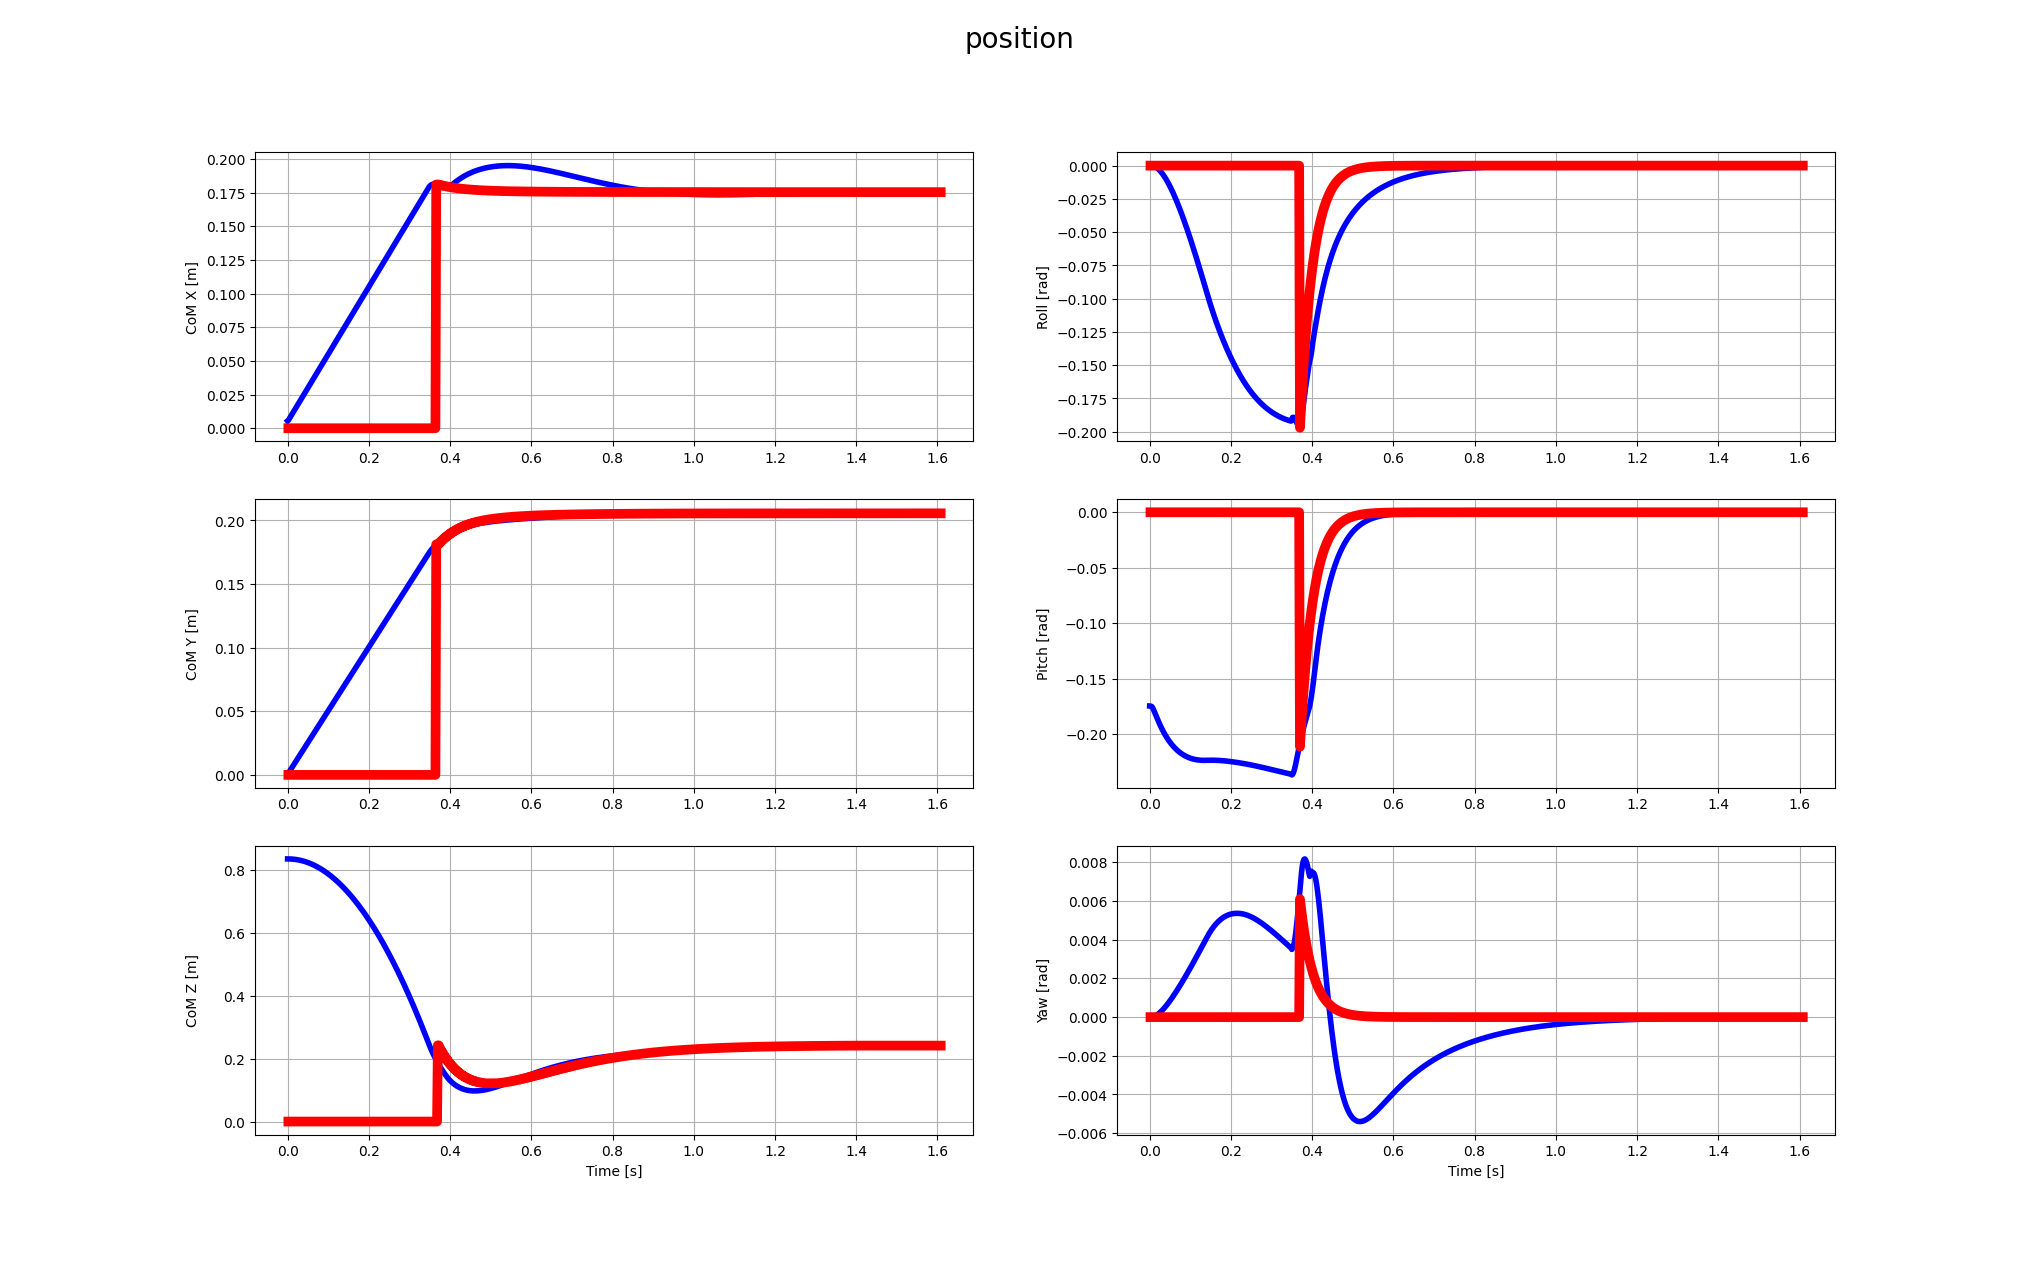 position
CoM X [m]
0.200
0.175
0.150
0.125
0.100
0.075
0.050
0.025
0.000
0.0 0.2 0.4 0.6 0.8 1.0 1.2 1.4 1.6
Roll [rad]
0.000
−0.025
−0.050
−0.075
−0.100
−0.125
−0.150
−0.175
−0.200
0.0 0.2 0.4 0.6 0.8 1.0 1.2 1.4 1.6
CoM Y [m]
0.20
0.15
0.10
0.05
0.00
0.0 0.2 0.4 0.6 0.8 1.0 1.2 1.4 1.6
Pitch [rad]
0.00
−0.05
−0.10
−0.15
−0.20
0.0 0.2 0.4 0.6 0.8 1.0 1.2 1.4 1.6
CoM Z [m]
0.8
0.6
0.4
0.2
0.0
0.0 0.2 0.4 0.6 0.8 1.0 1.2 1.4 1.6
Time [s]
Yaw [rad]
0.008
0.006
0.004
0.002
0.000
−0.002
−0.004
−0.006
0.0 0.2 0.4 0.6 0.8 1.0 1.2 1.4 1.6
Time [s]